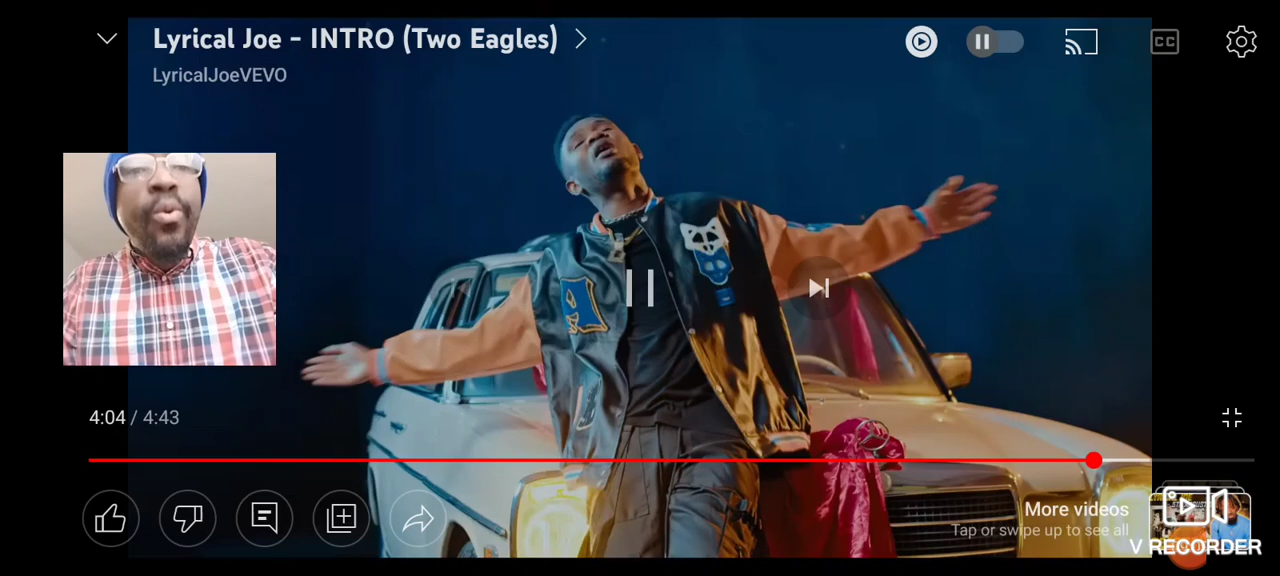 Lyrical Joe - INTRO (Two Eagles)
LyricalJoeVEVO
CC
4:04 / 4:43
More videos
Tap or swipe up to see all
V RECORDER